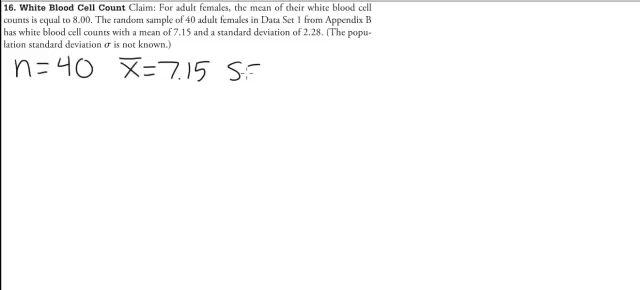 16. White Blood Cell Count Claim: For adult females, the mean of their white blood cell
counts is equal to 8.00. The random sample of 40 adult females in Data Set 1 from Appendix B
has white blood cell counts with a mean of 7.15 and a standard deviation of 2.28. (The popu-
lation standard deviation σ is not known.)
n=40 x̅=7.15 s=